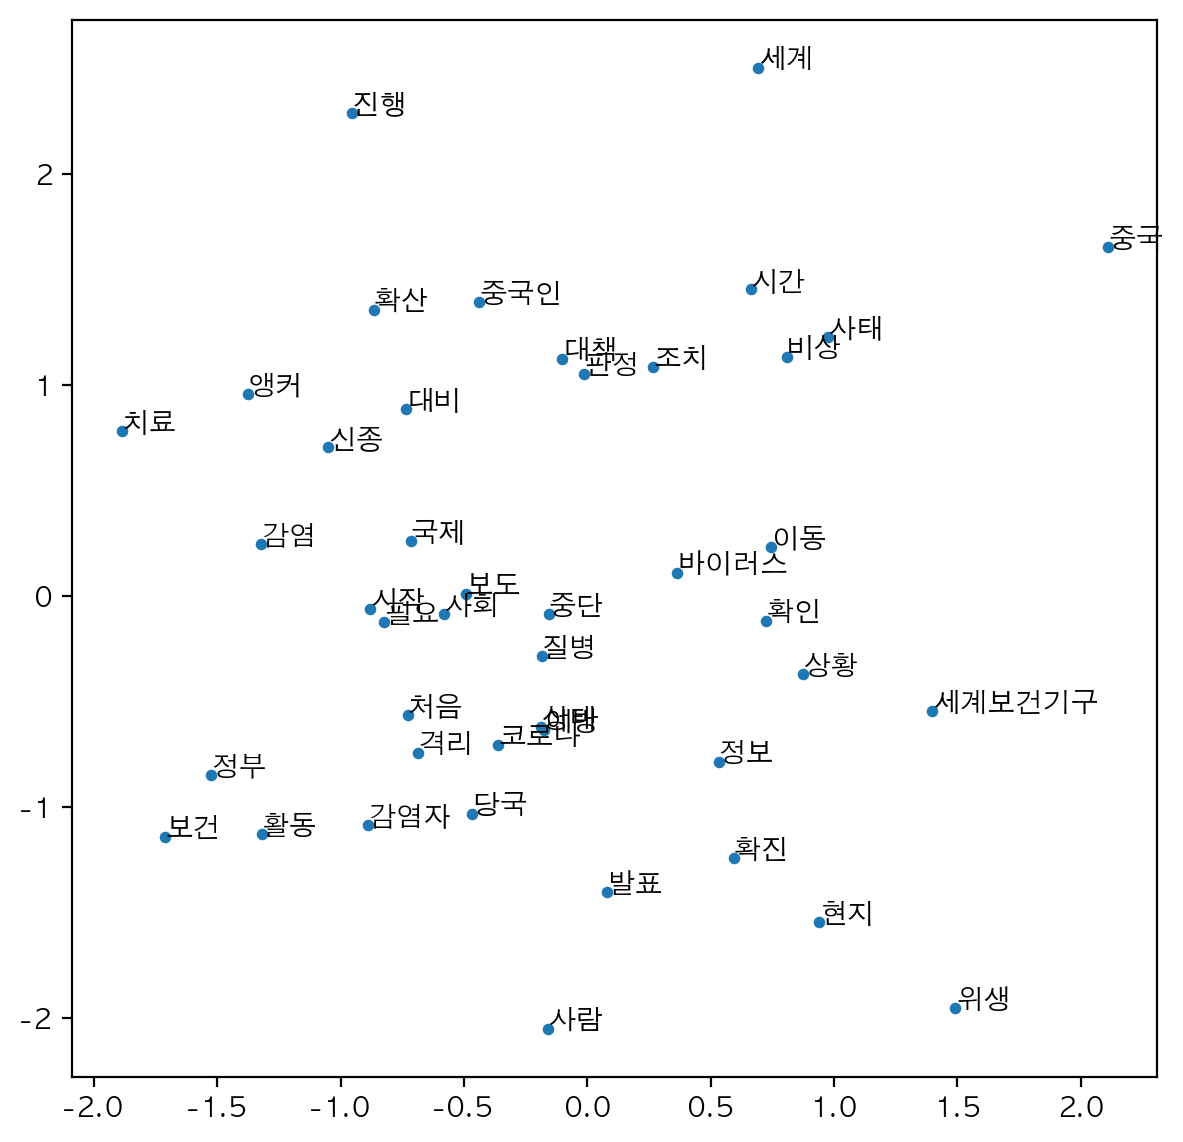 세계
진행
2
중국
시간
중국인
확산
사태
비상
대책
판정
조치
1
앵커
대비
치료
신종
감염
국제
이동
바이러스
보도
0
시작
필요
사회
중단
확인
질병
상황
세계보건기구
처음
코로나
격리
정보
정부
-1
당국
감염자
활동
보건
확진
발표
현지
위생
-2
사람
-2.0 -1.5 -1.0 -0.5 0.0 0.5 1.0 1.5 2.0